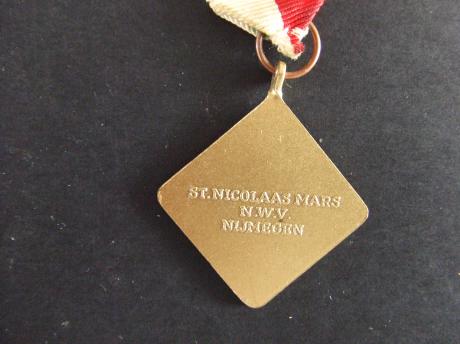 ST. NICOLAAS MARS
N.W.V.
NIJMEGEN